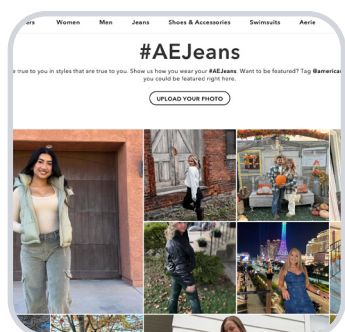 Women Men Jeans Shoes & Accessories Swimsuits Aerie
#AEJeans
true to you in styles that are true to you. Show us how you wear your #AEJeans. Want to be featured? Tag
you could be featured right here.
UPLOAD YOUR PHOTO